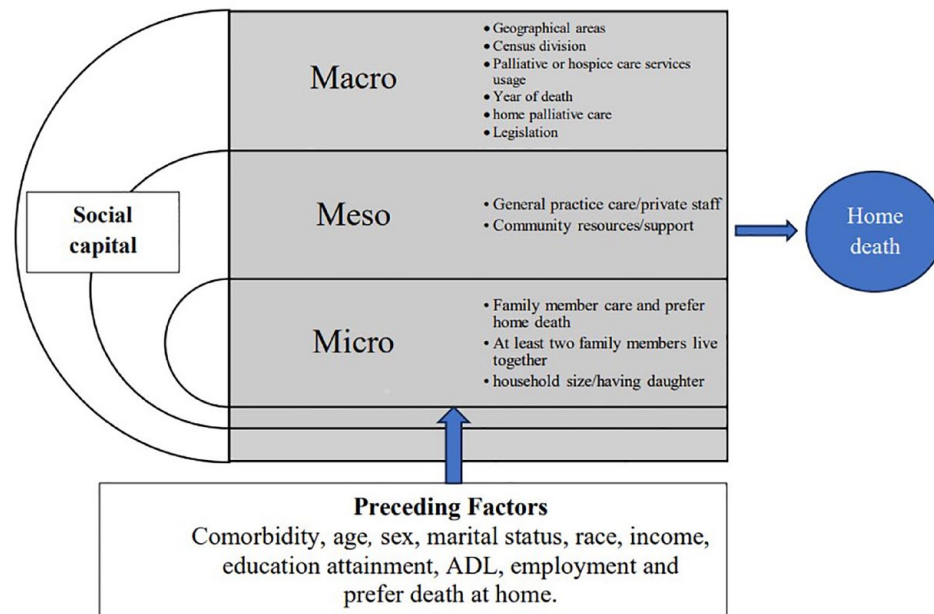 Macro
• Geographical areas
• Census division
• Palliative or hospice care services
usage
• Year of death
• home palliative care
• Legislation
Social
capital
Meso
• General practice care/private staff
• Community resources/support
Home
death
Micro
• Family member care and prefer
home death
• At least two family members live
together
• household size/having daughter
Preceding Factors
Comorbidity, age, sex, marital status, race, income,
education attainment, ADL, employment and
prefer death at home.